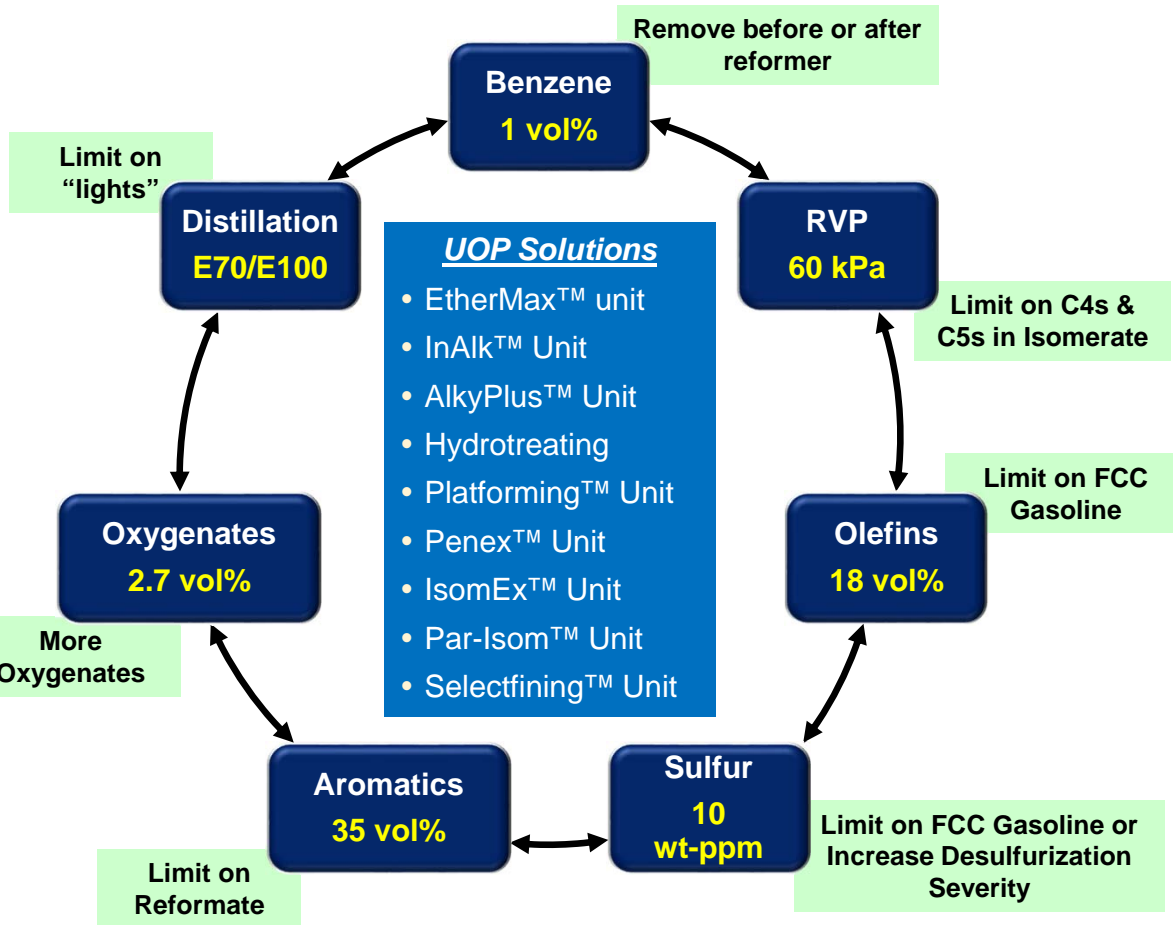 Remove before or after
reformer
Benzene
1 vol%
Limit on
“lights”
Distillation
E70/E100
RVP
60 kPa
Limit on C4s &
C5s in Isomerate
UOP Solutions
• EtherMax™ unit
• InAlk™ Unit
• AlkyPlus™ Unit
• Hydrotreating
• Platforming™ Unit
• Penex™ Unit
• IsomEx™ Unit
• Par-Isom™ Unit
• Selectfining™ Unit
Limit on FCC
Gasoline
Olefins
18 vol%
Oxygenates
2.7 vol%
More
Oxygenates
Aromatics
35 vol%
Limit on
Reformate
Sulfur
10
wt-ppm
Limit on FCC Gasoline or
Increase Desulfurization
Severity